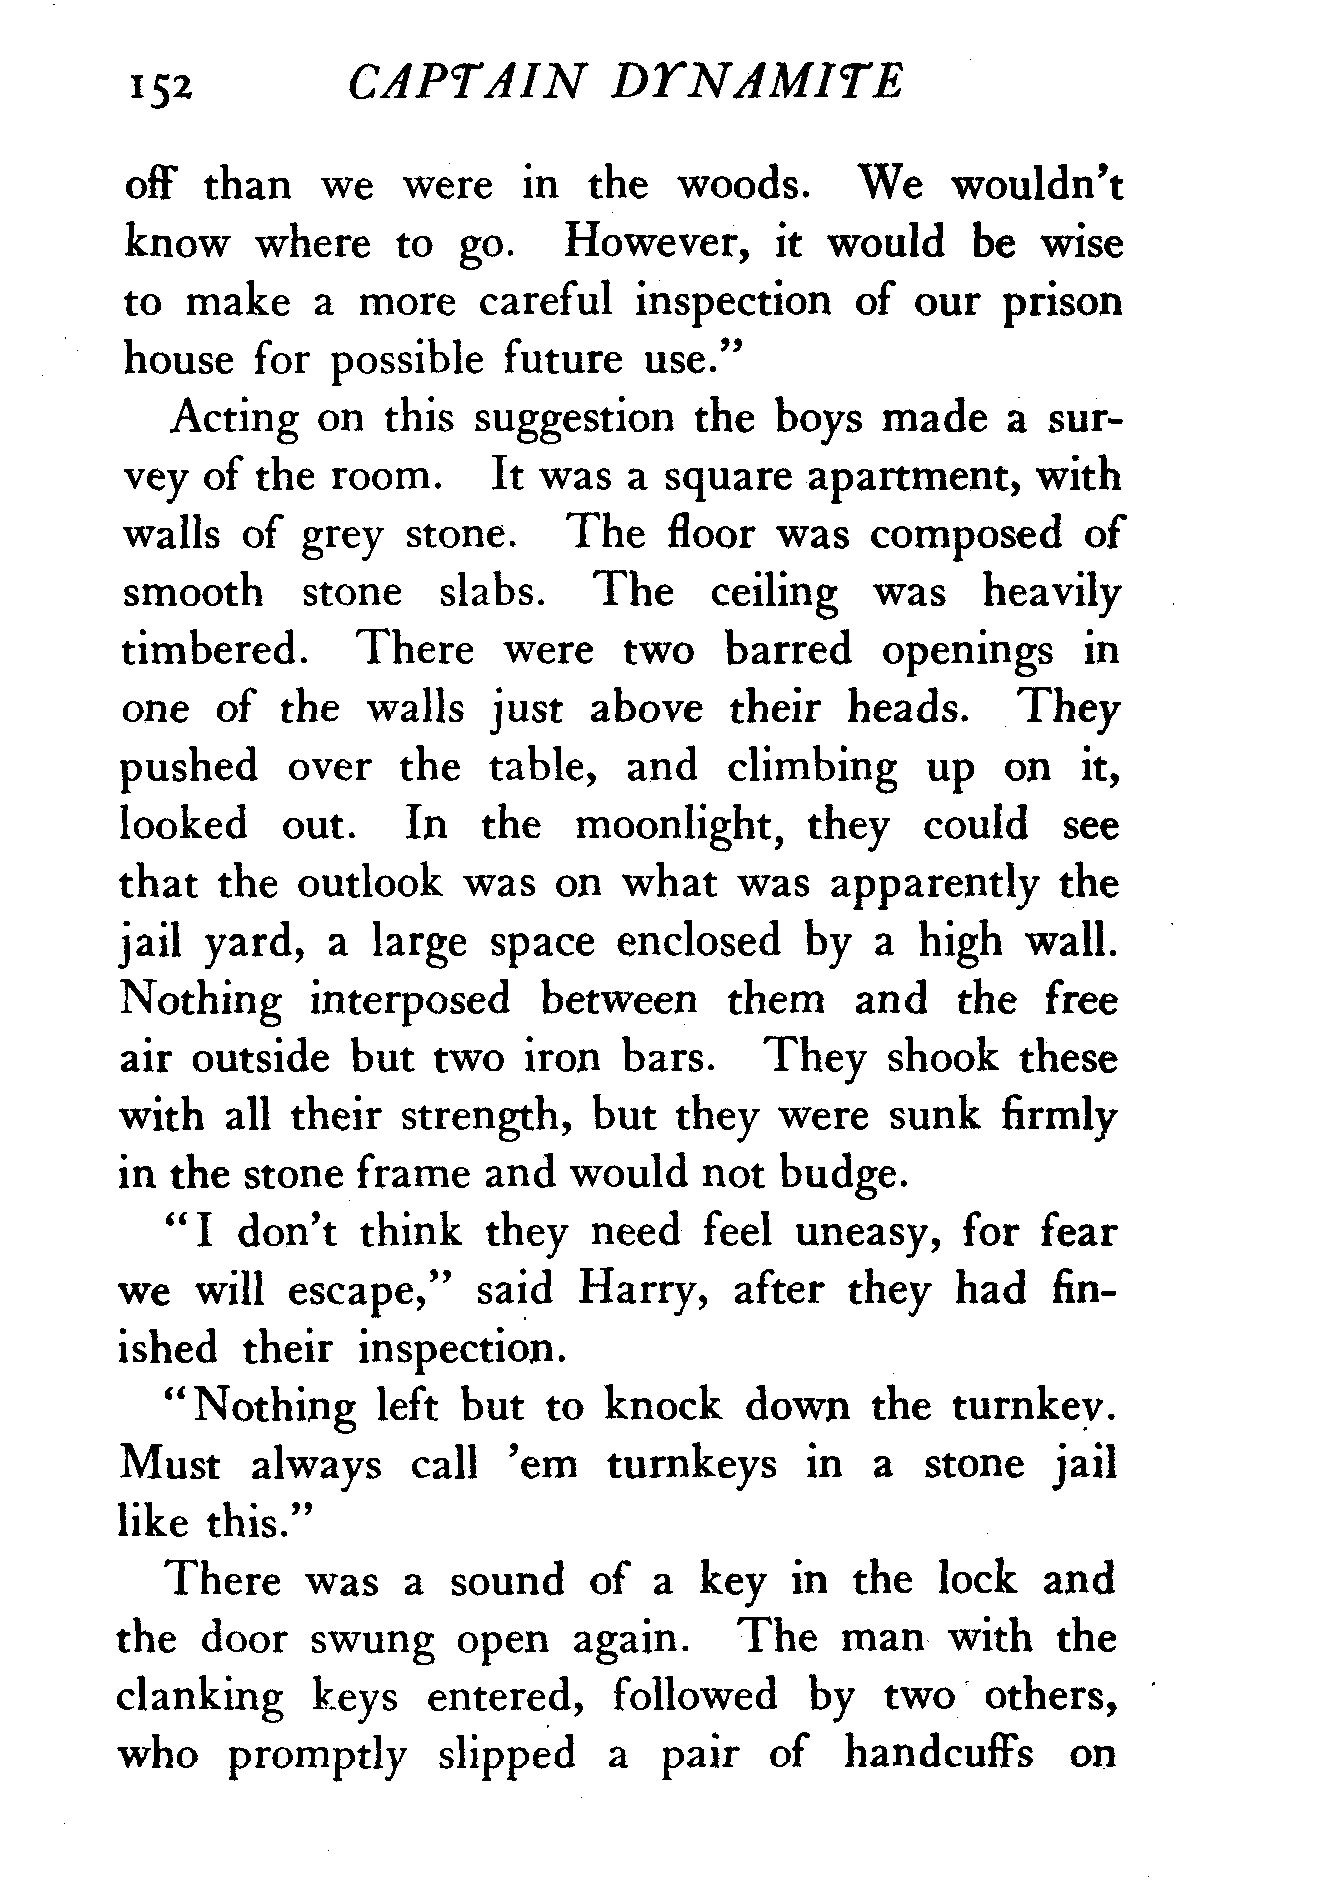 152 CAPTAIN DYNAMITE
off than we were in the woods. We wouldn't
know where to go. However, it would be wise
to make a more careful inspection of our prison
house for possible future use."
Acting on this suggestion the boys made a sur-
vey of the room. It was a square apartment, with
walls of grey stone. The floor was composed of
smooth stone slabs. The ceiling was heavily
timbered. There were two barred openings in
one of the walls just above their heads. They
pushed over the table, and climbing up on it,
looked out. In the moonlight, they could see
that the outlook was on what was apparently the
jail yard, a large space enclosed by a high wall.
Nothing interposed between them and the free
air outside but two iron bars. They shook these
with all their strength, but they were sunk firmly
in the stone frame and would not budge.
"I don't think they need feel uneasy, for fear
we will escape," said Harry, after they had fin-
ished their inspection.
"Nothing left but to knock down the turnkey.
Must always call 'em turnkeys in a stone jail
like this."
There was a sound of a key in the lock and
the door swung open again. The man with the
clanking keys entered, followed by two others,
who promptly slipped a pair of handcuffs on